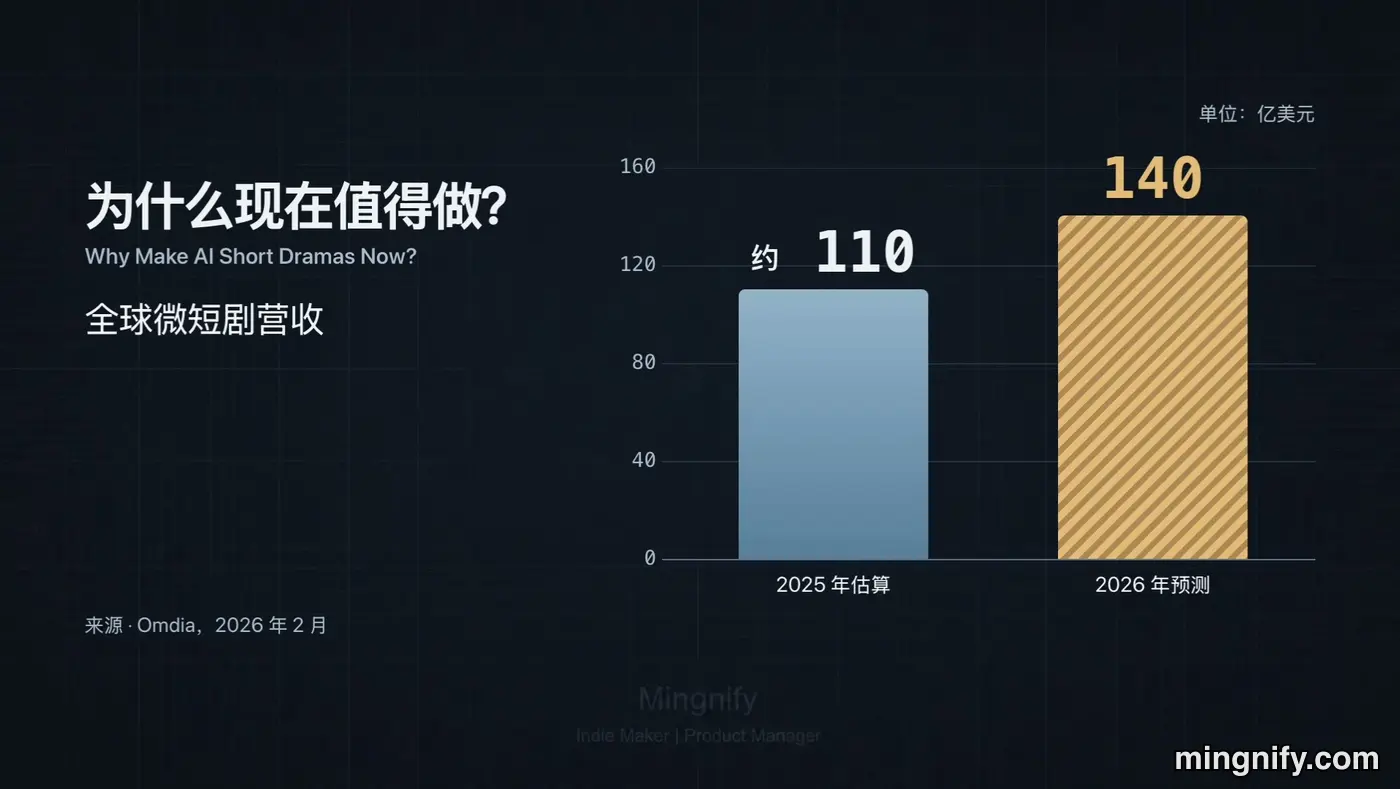 为什么现在值得做?
Why Make AI Short Dramas Now?
全球微短剧营收
单位：亿美元
160
120
80
40
0
约 110
140
2025 年估算
2026 年预测
来源 · Omdia，2026 年 2 月
Mingnify
Indie Maker | Product Manager
mingnify.com